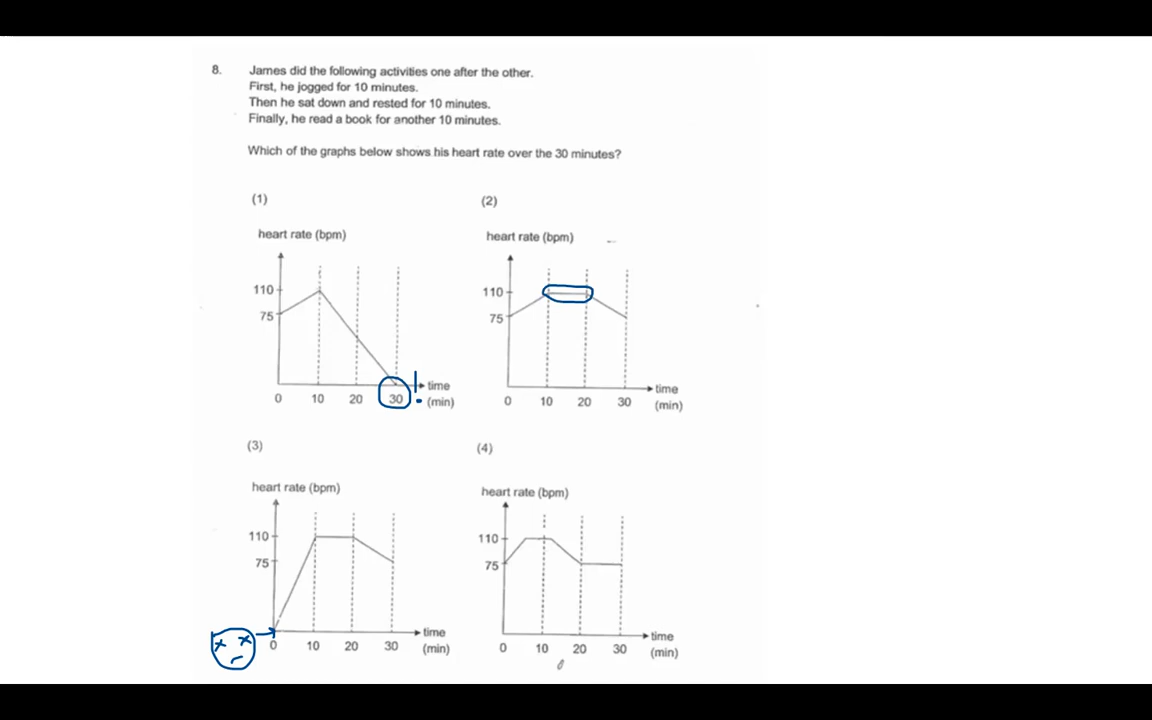 8. James did the following activities one after the other.
First, he jogged for 10 minutes.
Then he sat down and rested for 10 minutes.
Finally, he read a book for another 10 minutes.
Which of the graphs below shows his heart rate over the 30 minutes?
(1) (2)
heart rate (bpm) heart rate (bpm)
110 110
75 75
time time
0 10 20 30 ! (min) 0 10 20 30 (min)
(3) (4)
heart rate (bpm) heart rate (bpm)
110 110
75 75
time time
0 10 20 30 (min) 0 10 20 30 (min)